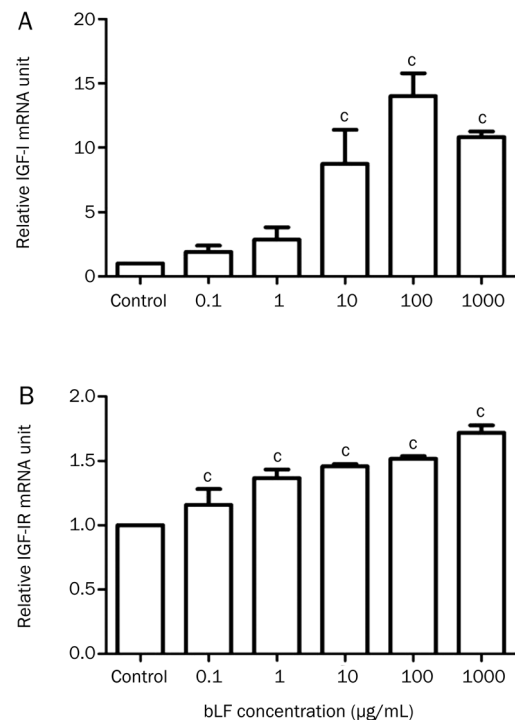 A
Relative IGF-I mRNA unit
20
15
10
5
0
c
c
c
Control 0.1 1 10 100 1000
B
Relative IGF-IR mRNA unit
2.0
1.5
1.0
0.5
0.0
c
c
c
c
c
Control 0.1 1 10 100 1000
bLF concentration (µg/mL)